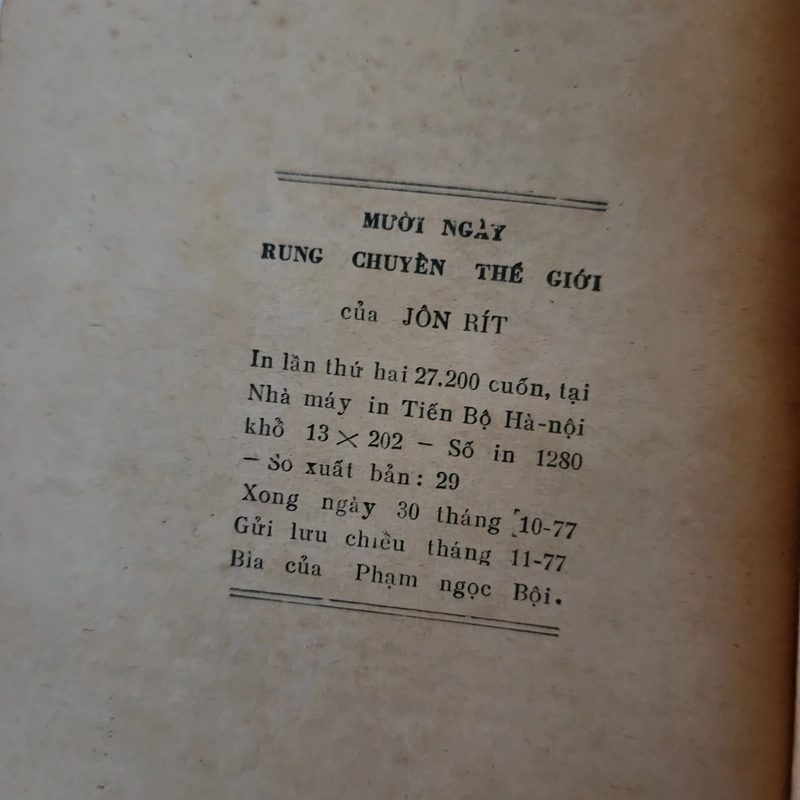 MƯỜI NGÀY
RUNG CHUYỂN THẾ GIỚI
của JÔN RÍT
In lần thứ hai 27.200 cuốn, tại
Nhà máy in Tiến Bộ Hà-nội
khổ 13 × 202 – Số in 1280
– Số xuất bản: 29
Xong ngày 30 tháng 10-77
Gửi lưu chiểu tháng 11-77
Bìa của Phạm ngọc Bội.